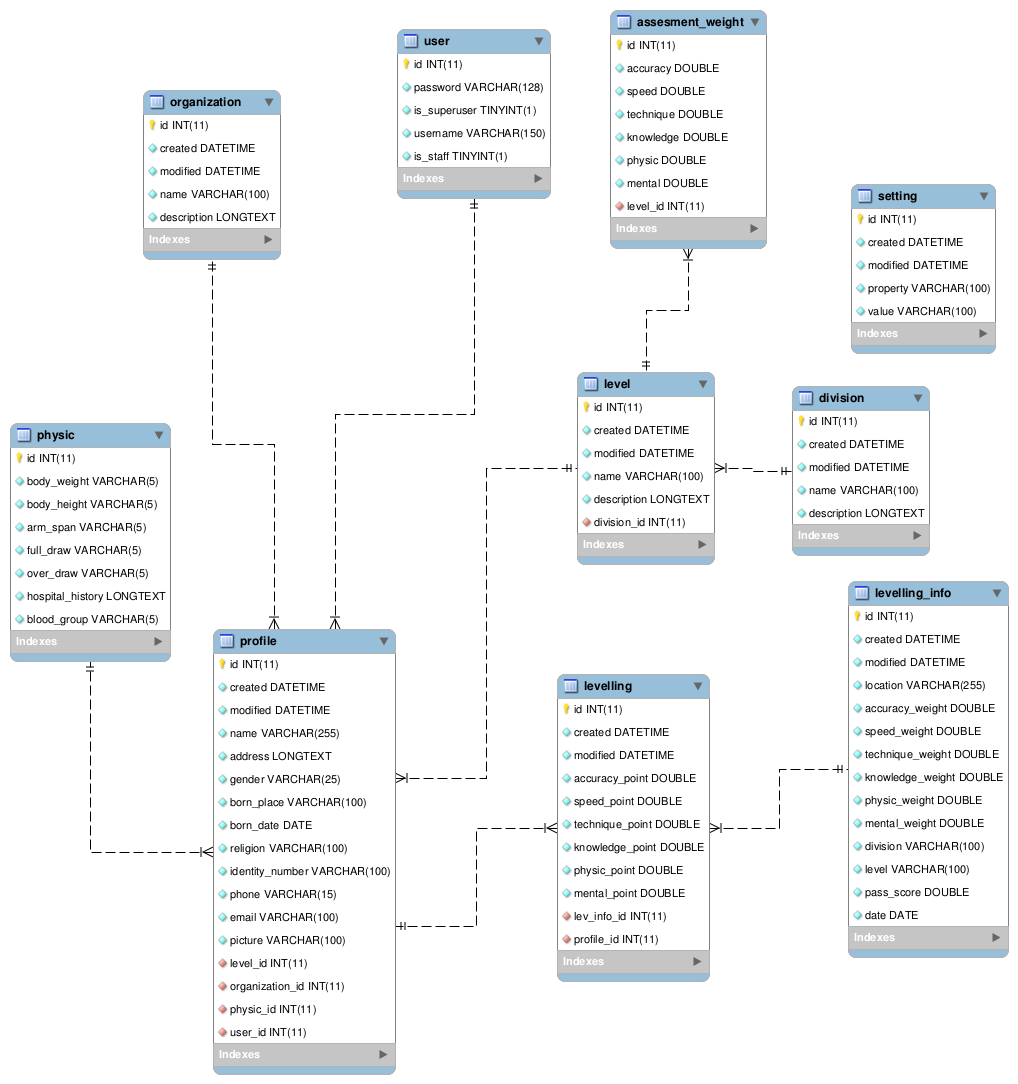 organization
id INT(11)
created DATETIME
modified DATETIME
name VARCHAR(100)
description LONGTEXT
Indexes
user
id INT(11)
password VARCHAR(128)
is_superuser TINYINT(1)
username VARCHAR(150)
is_staff TINYINT(1)
Indexes
assesment_weight
id INT(11)
accuracy DOUBLE
speed DOUBLE
technique DOUBLE
knowledge DOUBLE
physic DOUBLE
mental DOUBLE
level_id INT(11)
Indexes
setting
id INT(11)
created DATETIME
modified DATETIME
property VARCHAR(100)
value VARCHAR(100)
Indexes
physic
id INT(11)
body_weight VARCHAR(5)
body_height VARCHAR(5)
arm_span VARCHAR(5)
full_draw VARCHAR(5)
over_draw VARCHAR(5)
hospital_history LONGTEXT
blood_group VARCHAR(5)
Indexes
level
id INT(11)
created DATETIME
modified DATETIME
name VARCHAR(100)
description LONGTEXT
division_id INT(11)
Indexes
division
id INT(11)
created DATETIME
modified DATETIME
name VARCHAR(100)
description LONGTEXT
Indexes
profile
id INT(11)
created DATETIME
modified DATETIME
name VARCHAR(255)
address LONGTEXT
gender VARCHAR(25)
born_place VARCHAR(100)
born_date DATE
religion VARCHAR(100)
identity_number VARCHAR(100)
phone VARCHAR(15)
email VARCHAR(100)
picture VARCHAR(100)
level_id INT(11)
organization_id INT(11)
physic_id INT(11)
user_id INT(11)
Indexes
levelling
id INT(11)
created DATETIME
modified DATETIME
accuracy_point DOUBLE
speed_point DOUBLE
technique_point DOUBLE
knowledge_point DOUBLE
physic_point DOUBLE
mental_point DOUBLE
lev_info_id INT(11)
profile_id INT(11)
Indexes
levelling_info
id INT(11)
created DATETIME
modified DATETIME
location VARCHAR(255)
accuracy_weight DOUBLE
speed_weight DOUBLE
technique_weight DOUBLE
knowledge_weight DOUBLE
physic_weight DOUBLE
mental_weight DOUBLE
division VARCHAR(100)
level VARCHAR(100)
pass_score DOUBLE
date DATE
Indexes